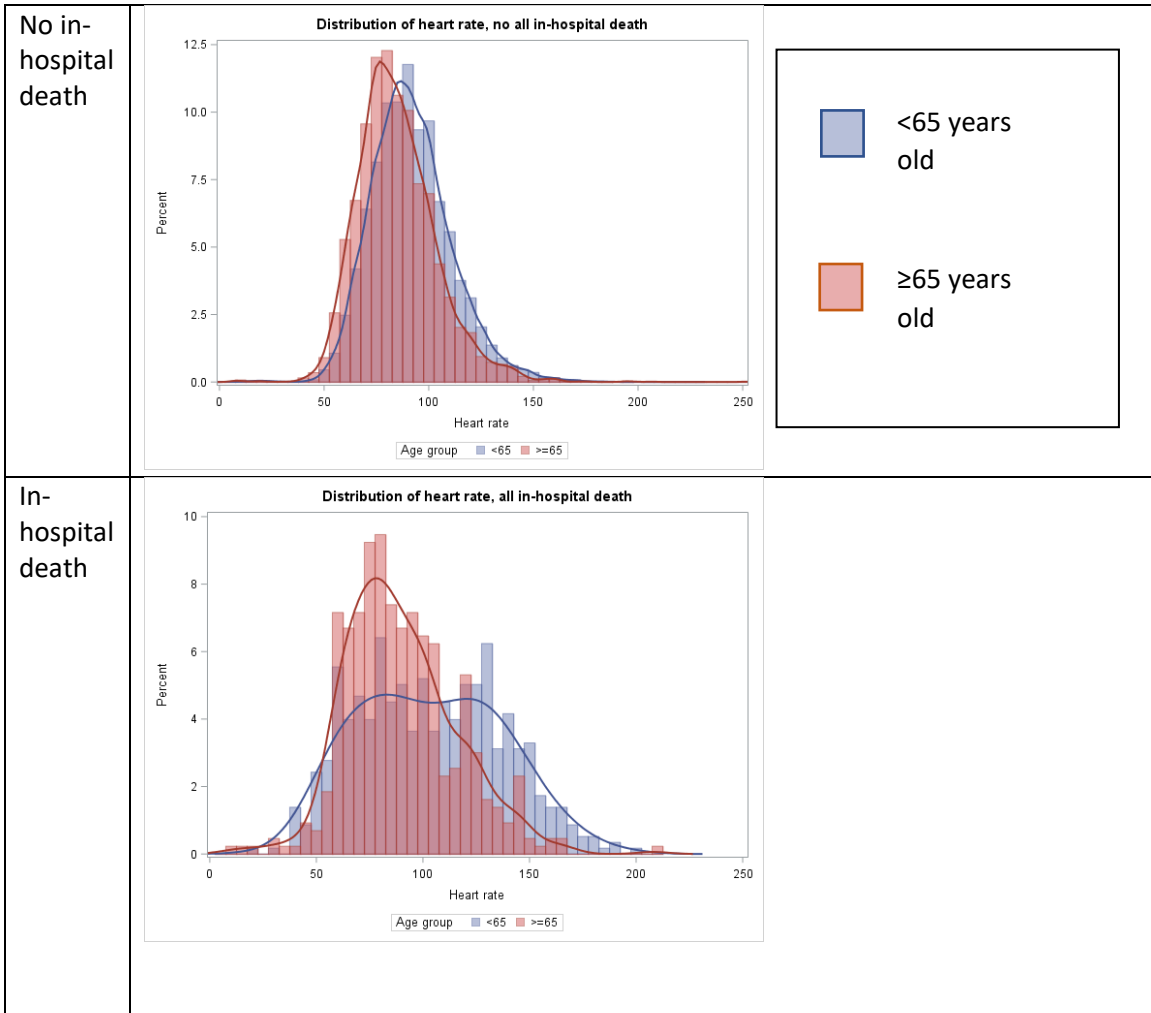 No in-
hospital
death
Distribution of heart rate, no all in-hospital death
12.5
10.0
7.5
5.0
2.5
0.0
Percent
0 50 100 150 200 250
Heart rate
Age group <65 >=65
<65 years
old
≥65 years
old
In-
hospital
death
Distribution of heart rate, all in-hospital death
10
8
6
4
2
0
Percent
0 50 100 150 200 250
Heart rate
Age group <65 >=65